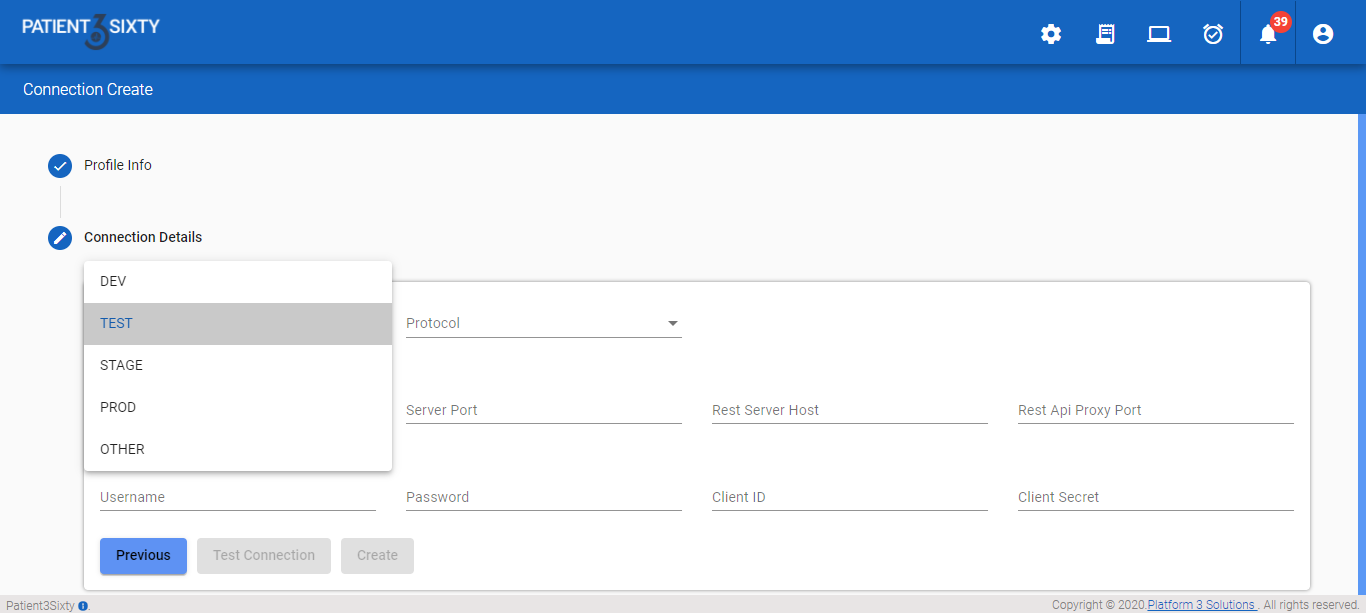 PATIENT3SIXTY
39
Connection Create
Profile Info
Connection Details
DEV
TEST
STAGE
PROD
OTHER
Protocol
Server Port
Rest Server Host
Rest Api Proxy Port
Username
Password
Client ID
Client Secret
Previous
Test Connection
Create
Patient3Sixty
Copyright © 2020 Platform 3 Solutions . All rights reserved.